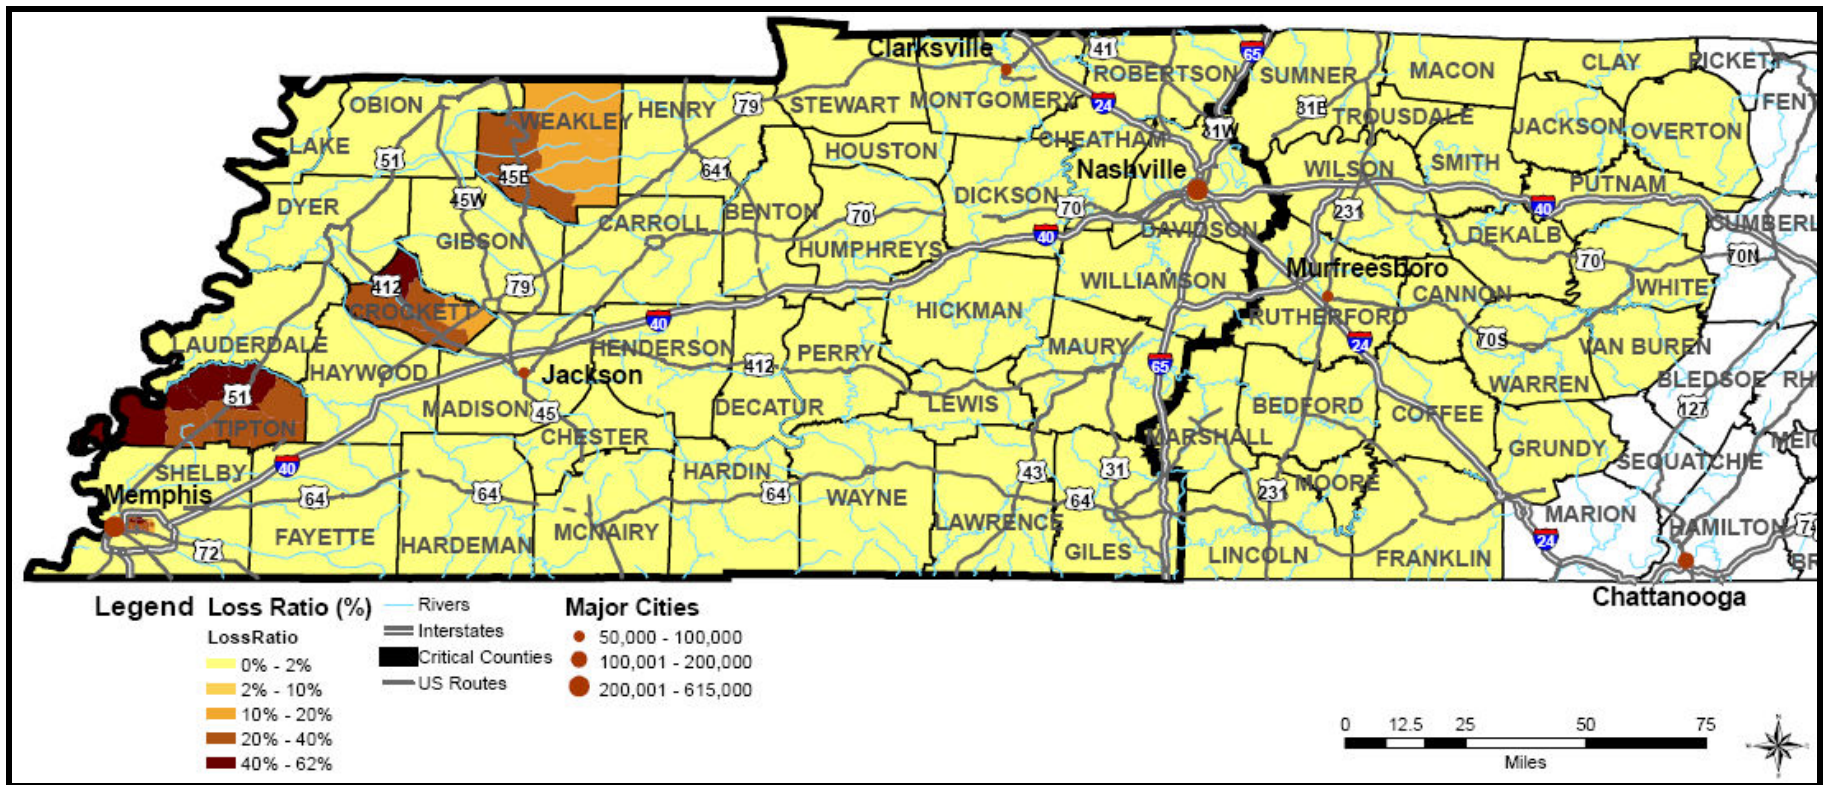 Clarksville
41
65
ROBERTSON
SUMNER
MACON
CLAY
PICKETT
OBION
WEAKLEY
HENRY
79
STEWART
MONTGOMERY
24
31E
TROUSDALE
FENT
JACKSON
OVERTON
LAKE
51
HOUSTON
CHEATHAM
31W
45E
641
Nashville
WILSON
SMITH
PUTNAM
DYER
45W
CARROLL
BENTON
70
DICKSON
70
231
40
CUMBERL
GIBSON
HUMPHREYS
40
DAVIDSON
DEKALB
70
70N
412
79
WILLIAMSON
Murfreesboro
CANNON
WHITE
CROCKETT
40
HICKMAN
RUTHERFORD
LAUDERDALE
HENDERSON
412
PERRY
MAURY
65
24
70S
VAN BUREN
HAYWOOD
Jackson
WARREN
BLEDSOE
RH
51
MADISON
45
DECATUR
LEWIS
BEDFORD
COFFEE
127
TIPTON
CHESTER
MARSHALL
GRUNDY
MEIG
SHELBY
40
HARDIN
43
31
SEQUATCHIE
Memphis
64
64
64
WAYNE
64
231
MOORE
MARION
HAMILTON
74
72
FAYETTE
HARDEMAN
MCNAIRY
LAWRENCE
GILES
LINCOLN
FRANKLIN
24
BR
Chattanooga
Legend
Loss Ratio (%)
LossRatio
0% - 2%
2% - 10%
10% - 20%
20% - 40%
40% - 62%
Rivers
Interstates
Critical Counties
US Routes
Major Cities
50,000 - 100,000
100,001 - 200,000
200,001 - 615,000
0 12.5 25 50 75
Miles